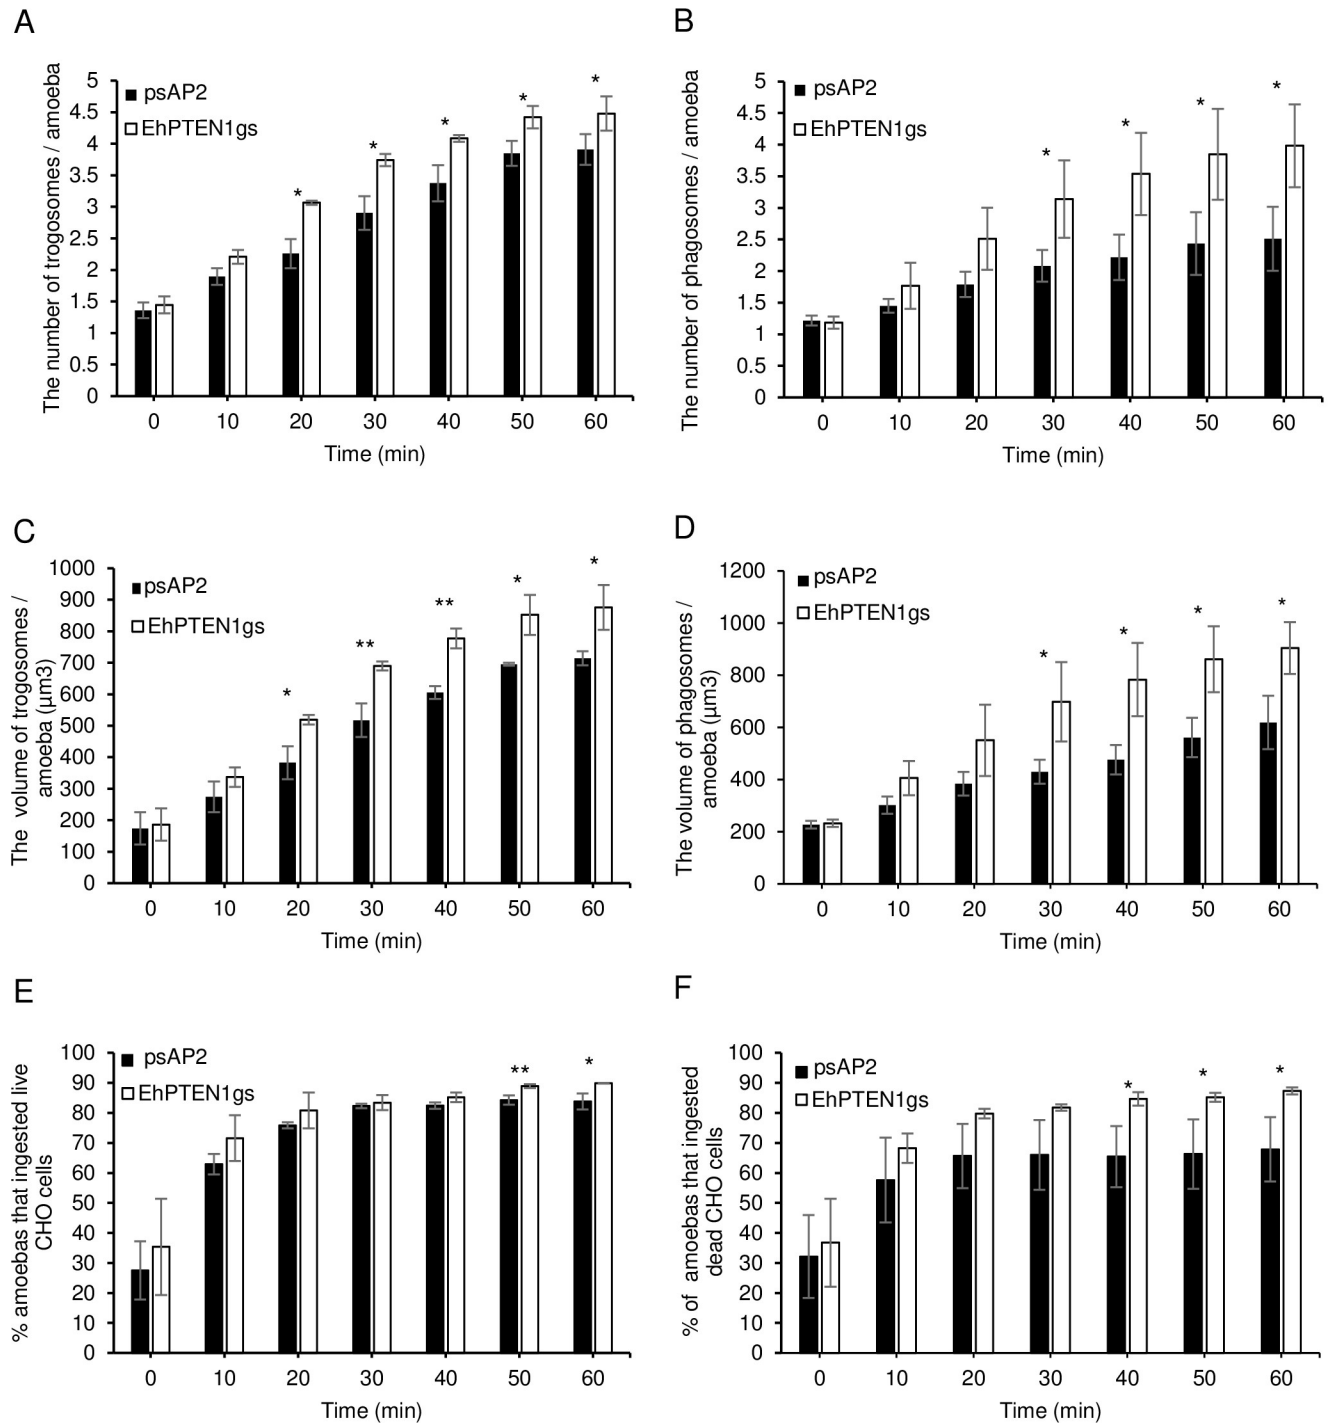 A
The number of trogosomes / amoeba
5
4.5
4
3.5
3
2.5
2
1.5
1
0.5
0
psAP2
EhPTEN1gs
* * * * *
0 10 20 30 40 50 60
Time (min)
B
The number of phagosomes / amoeba
5
4.5
4
3.5
3
2.5
2
1.5
1
0.5
0
psAP2
EhPTEN1gs
* * * *
0 10 20 30 40 50 60
Time (min)
C
The volume of trogosomes /
amoeba (µm3)
1000
900
800
700
600
500
400
300
200
100
0
psAP2
EhPTEN1gs
* ** ** * *
0 10 20 30 40 50 60
Time (min)
D
The volume of phagosomes /
amoeba (µm3)
1200
1000
800
600
400
200
0
psAP2
EhPTEN1gs
* * * *
0 10 20 30 40 50 60
Time (min)
E
% amoebas that ingested live
CHO cells
100
90
80
70
60
50
40
30
20
10
0
psAP2
EhPTEN1gs
** *
0 10 20 30 40 50 60
Time (min)
F
% of amoebas that ingested
dead CHO cells
100
90
80
70
60
50
40
30
20
10
0
psAP2
EhPTEN1gs
* * *
0 10 20 30 40 50 60
Time (min)